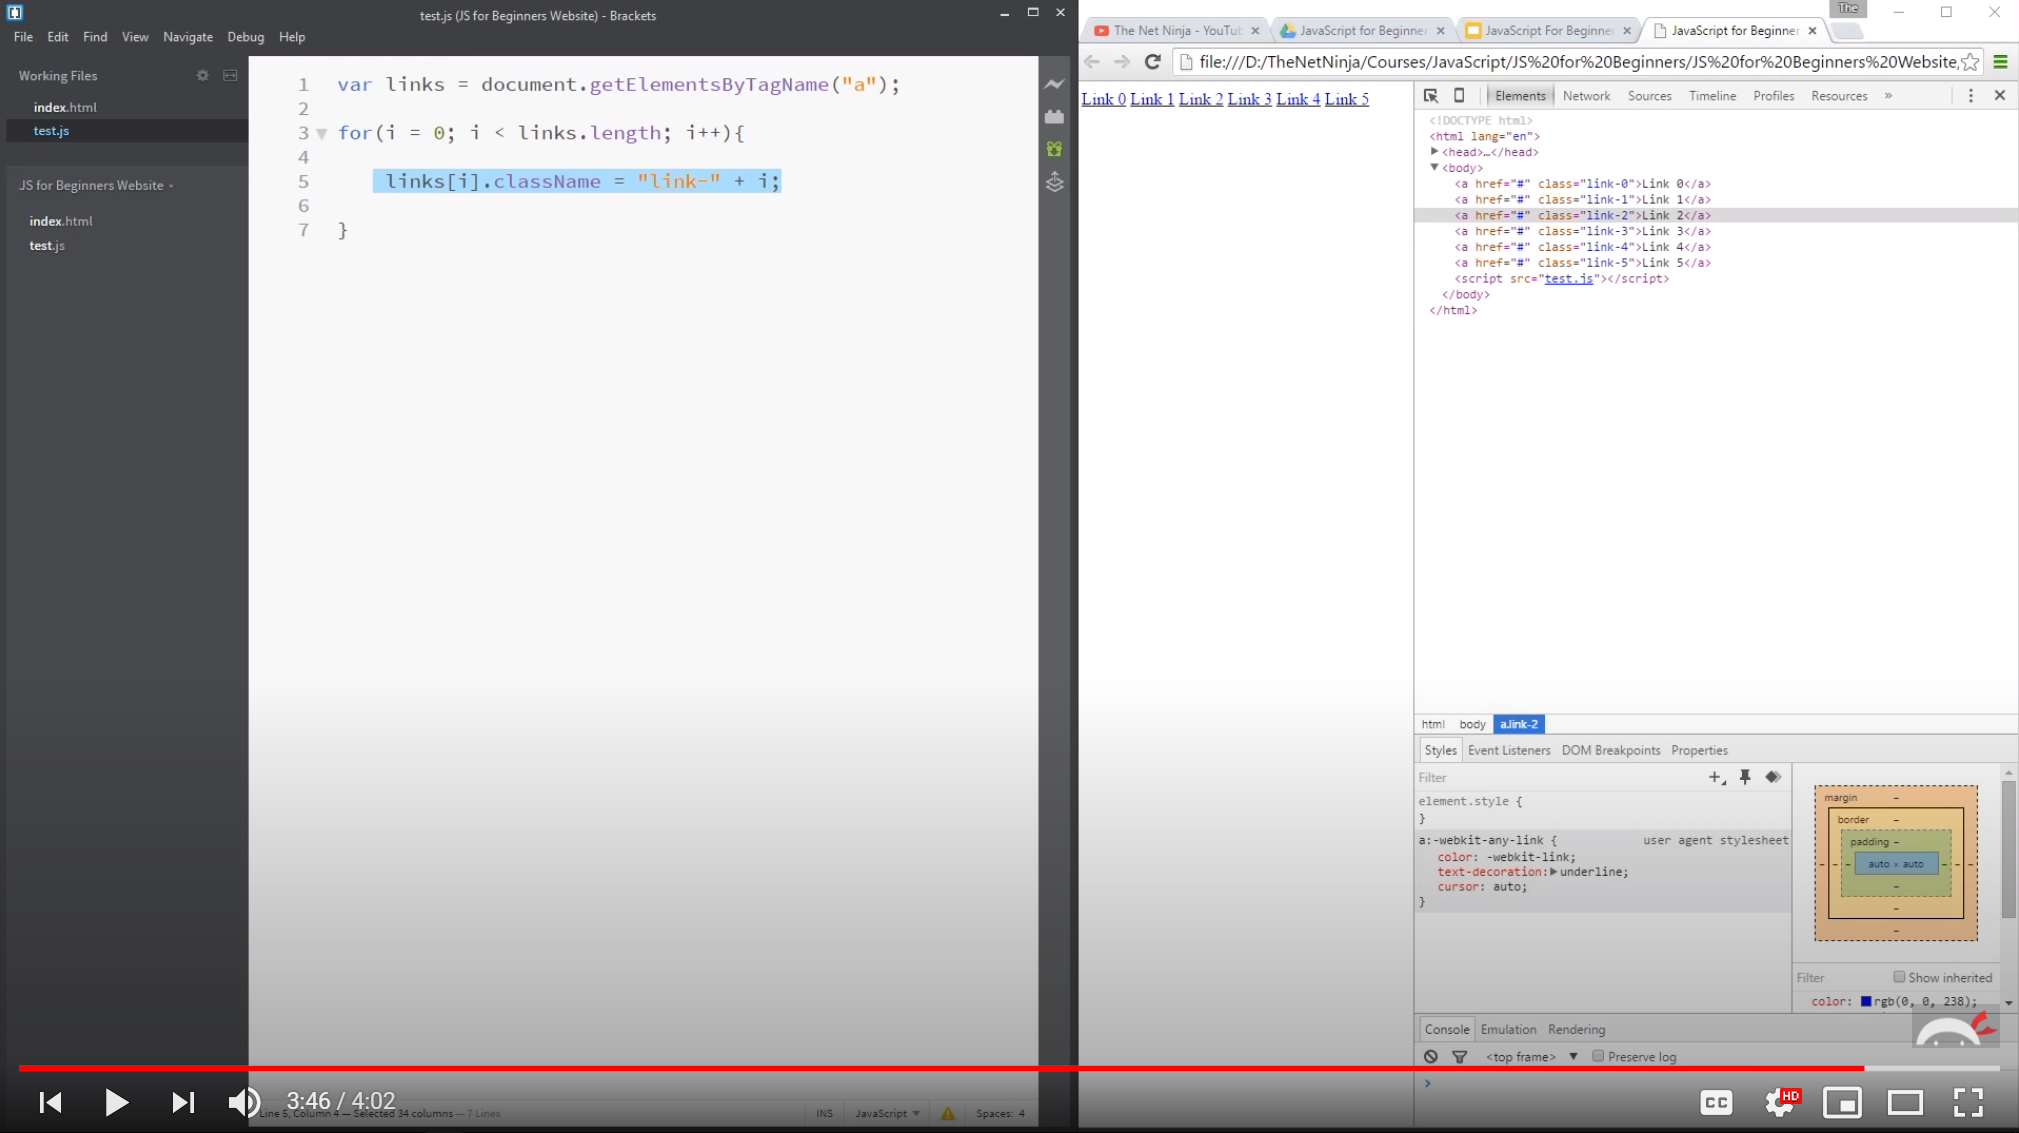 test.js (JS for Beginners Website) - Brackets
File Edit Find View Navigate Debug Help
Working Files
index.html
test.js
JS for Beginners Website
index.html
test.js
1 var links = document.getElementsByTagName("a");
2
3 for(i = 0; i < links.length; i++){
4
5 links[i].className = "link-" + i;
6
7 }
Line 5, Column 4 — Selected 34 columns — 7 Lines
INS JavaScript Spaces: 4
The
The Net Ninja - YouTub JavaScript for Beginner JavaScript For Beginner JavaScript for Beginner
file:///D:/TheNetNinja/Courses/JavaScript/JS%20for%20Beginners/JS%20for%20Beginners%20Website,
Link 0 Link 1 Link 2 Link 3 Link 4 Link 5
Elements Network Sources Timeline Profiles Resources »
<!DOCTYPE html>
<html lang="en">
<head>…</head>
<body>
<a href="#" class="link-0">Link 0</a>
<a href="#" class="link-1">Link 1</a>
<a href="#" class="link-2">Link 2</a>
<a href="#" class="link-3">Link 3</a>
<a href="#" class="link-4">Link 4</a>
<a href="#" class="link-5">Link 5</a>
<script src="test.js"></script>
</body>
</html>
html body a.link-2
Styles Event Listeners DOM Breakpoints Properties
Filter
element.style {
}
a:-webkit-any-link { user agent stylesheet
color: -webkit-link;
text-decoration: underline;
cursor: auto;
}
margin –
border –
padding –
– – – auto × auto – – –
–
–
–
Filter Show inherited
color: rgb(0, 0, 238);
Console Emulation Rendering
<top frame> Preserve log
3:46 / 4:02
CC HD